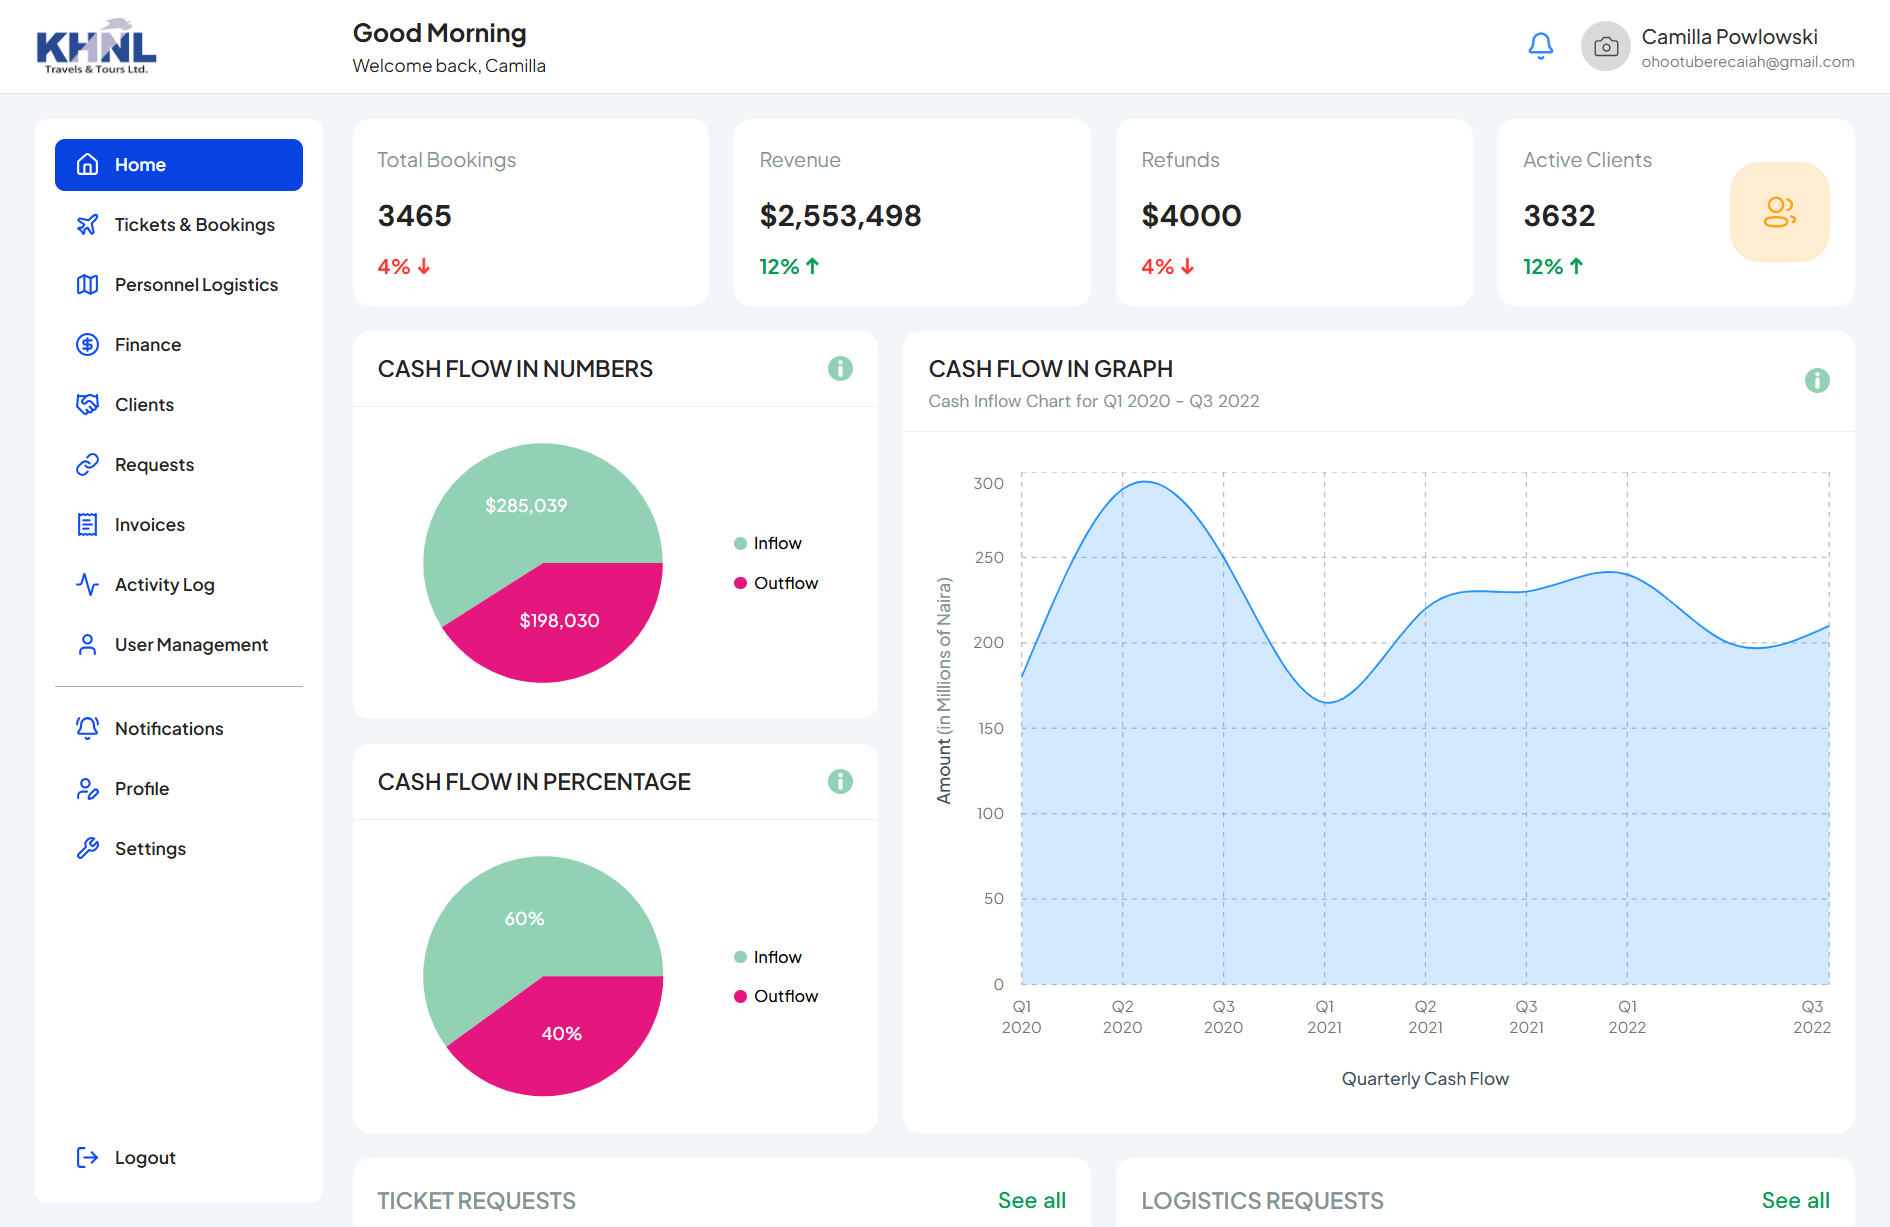 KHNL
Travels & Tours Ltd.
Good Morning
Welcome back, Camilla
Camilla Powlowski
ohootuberecaiah@gmail.com
Home
Tickets & Bookings
Personnel Logistics
Finance
Clients
Requests
Invoices
Activity Log
User Management
Notifications
Profile
Settings
Logout
Total Bookings
3465
4%
Revenue
$2,553,498
12%
Refunds
$4000
4%
Active Clients
3632
12%
CASH FLOW IN NUMBERS
$285,039
$198,030
Inflow
Outflow
CASH FLOW IN PERCENTAGE
60%
40%
Inflow
Outflow
CASH FLOW IN GRAPH
Cash Inflow Chart for Q1 2020 - Q3 2022
Amount (in Millions of Naira)
300
250
200
150
100
50
0
Q1 2020
Q2 2020
Q3 2020
Q1 2021
Q2 2021
Q3 2021
Q1 2022
Q3 2022
Quarterly Cash Flow
TICKET REQUESTS
See all
LOGISTICS REQUESTS
See all